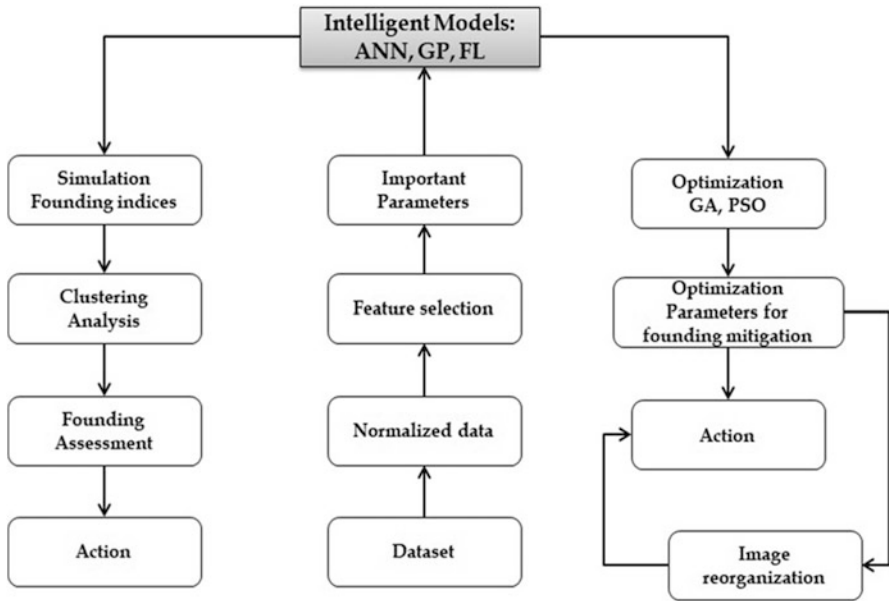 Intelligent Models:
ANN, GP, FL
Simulation
Founding indices
Clustering
Analysis
Founding
Assessment
Action
Important
Parameters
Feature selection
Normalized data
Dataset
Optimization
GA, PSO
Optimization
Parameters for
founding mitigation
Action
Image
reorganization